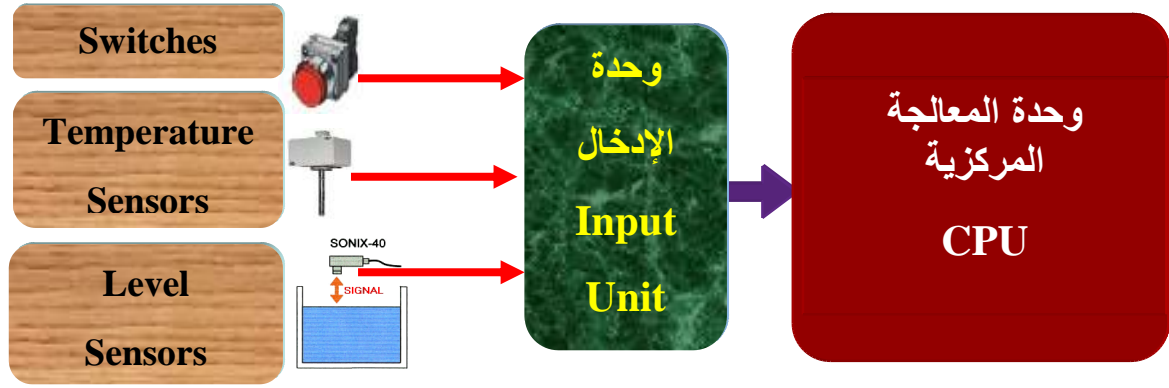 Switches
Temperature
Sensors
Level
Sensors
SONIX-40
SIGNAL
وحدة
الإدخال
Input
Unit
وحدة المعالجة
المركزية
CPU